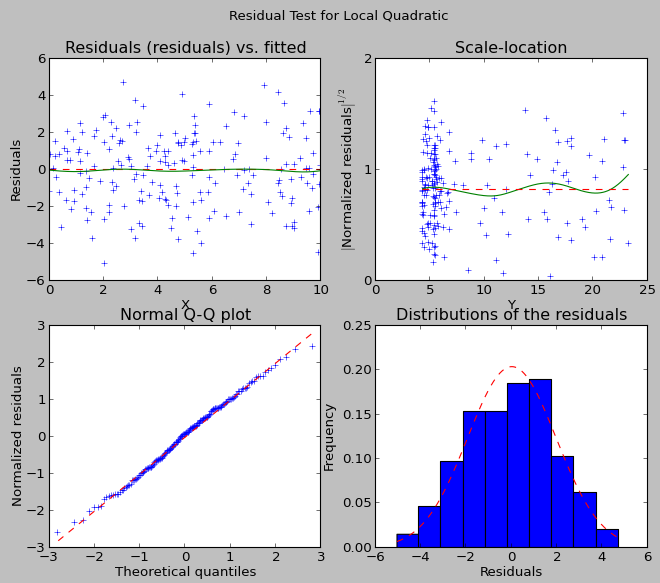 Residual Test for Local Quadratic
Residuals (residuals) vs. fitted
6
4
2
0
−2
−4
−6
Residuals
0 2 4 6 8 10
X
Scale-location
2
1
0
|Normalized residuals|^1/2
0 5 10 15 20 25
Y
Normal Q-Q plot
3
2
1
0
−1
−2
−3
Normalized residuals
−3 −2 −1 0 1 2 3
Theoretical quantiles
Distributions of the residuals
0.25
0.20
0.15
0.10
0.05
0.00
Frequency
−6 −4 −2 0 2 4 6
Residuals